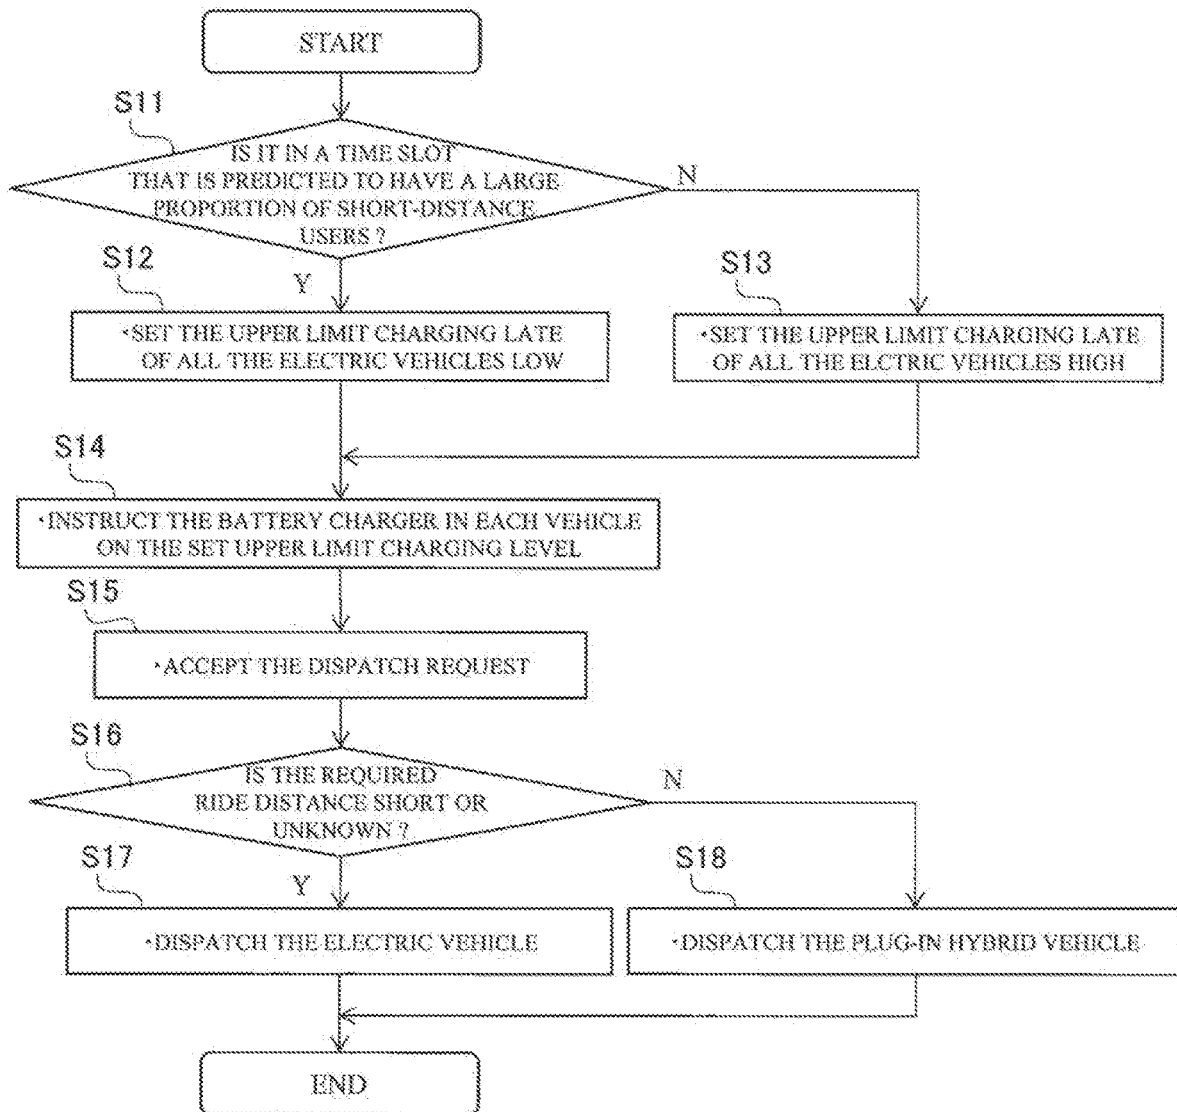 START
S11
IS IT IN A TIME SLOT
THAT IS PREDICTED TO HAVE A LARGE
PROPORTION OF SHORT-DISTANCE
USERS ?
N
S12
Y
S13
・SET THE UPPER LIMIT CHARGING LATE
OF ALL THE ELECTRIC VEHICLES LOW
・SET THE UPPER LIMIT CHARGING LATE
OF ALL THE ELCTRIC VEHICLES HIGH
S14
・INSTRUCT THE BATTERY CHARGER IN EACH VEHICLE
ON THE SET UPPER LIMIT CHARGING LEVEL
S15
・ACCEPT THE DISPATCH REQUEST
S16
IS THE REQUIRED
RIDE DISTANCE SHORT OR
UNKNOWN ?
N
S17
Y
S18
・DISPATCH THE ELECTRIC VEHICLE
・DISPATCH THE PLUG-IN HYBRID VEHICLE
END